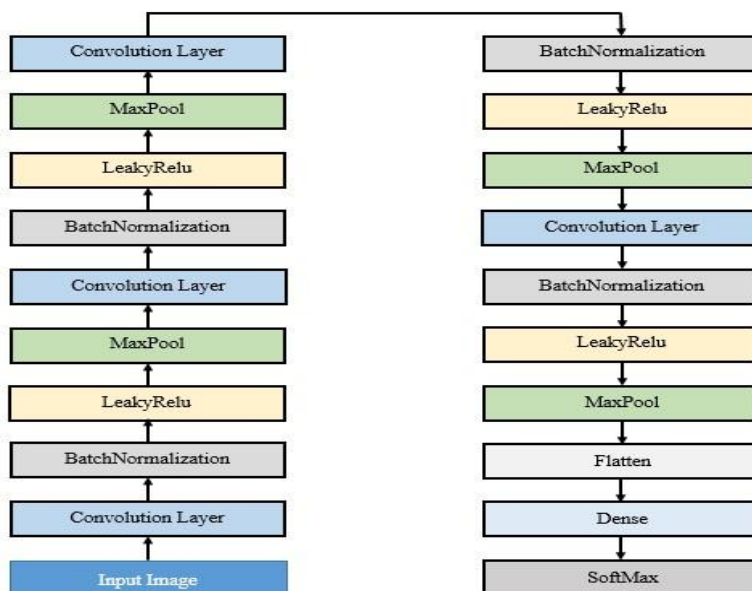 Convolution Layer
MaxPool
LeakyRelu
BatchNormalization
Convolution Layer
MaxPool
LeakyRelu
BatchNormalization
Convolution Layer
Input Image
BatchNormalization
LeakyRelu
MaxPool
Convolution Layer
BatchNormalization
LeakyRelu
MaxPool
Flatten
Dense
SoftMax